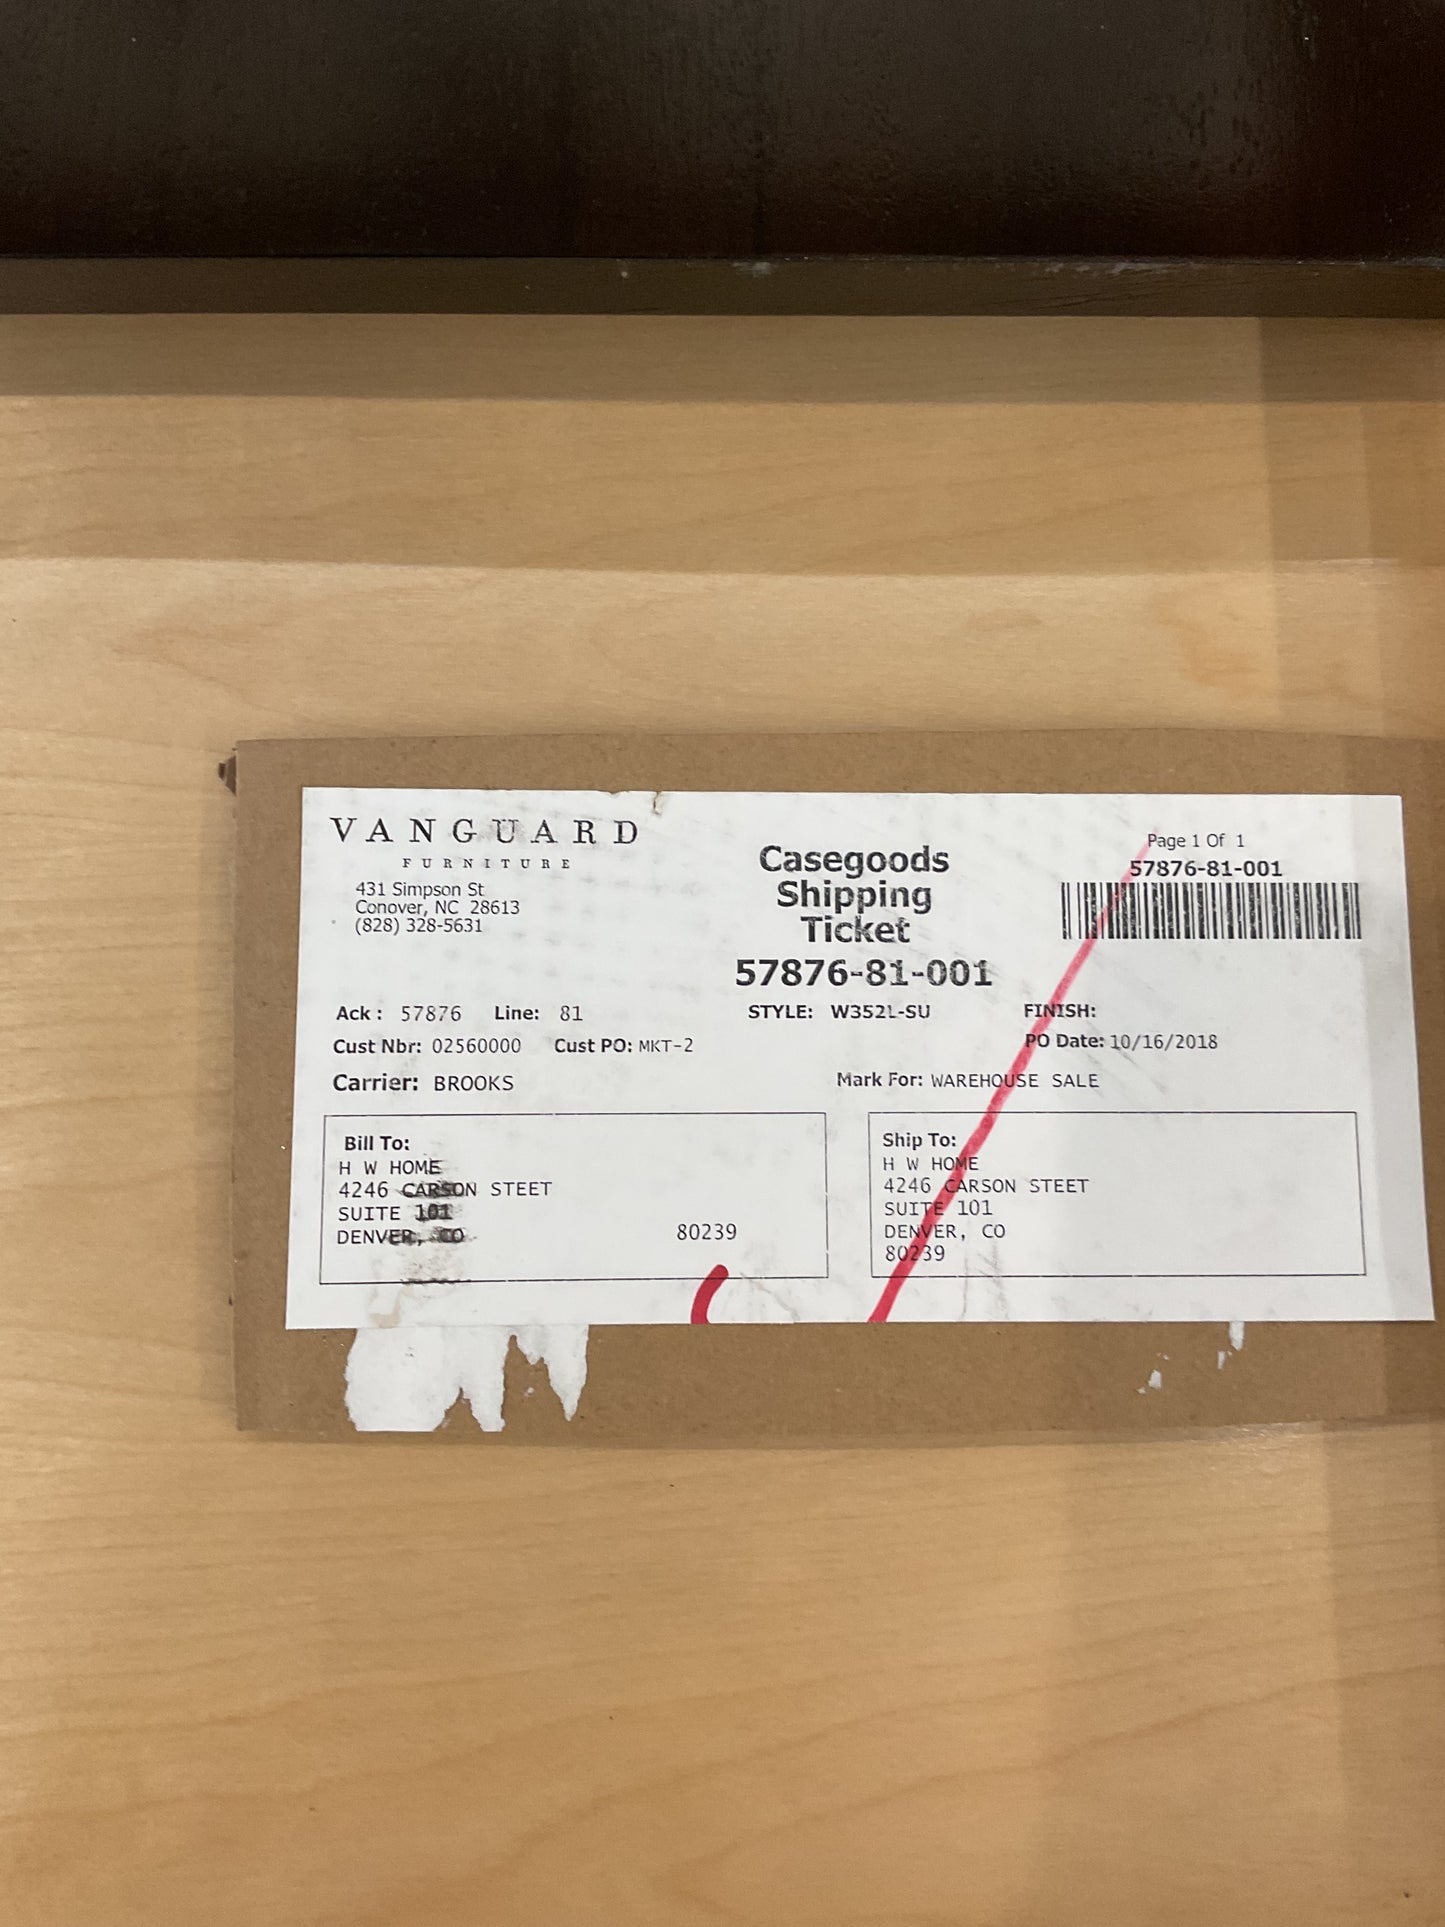 VANGUARD
FURNITURE
431 Simpson St
Conover, NC 28613
(828) 328-5631
Casegoods
Shipping
Ticket
57876-81-001
Page 1 Of 1
57876-81-001
Ack : 57876 Line: 81
STYLE: W352L-SU
FINISH:
Cust Nbr: 02560000 Cust PO: MKT-2
PO Date: 10/16/2018
Carrier: BROOKS
Mark For: WAREHOUSE SALE
Bill To:
H W HOME
4246 CARSON STEET
SUITE 101
DENVER, CO 80239
Ship To:
H W HOME
4246 CARSON STEET
SUITE 101
DENVER, CO
80239